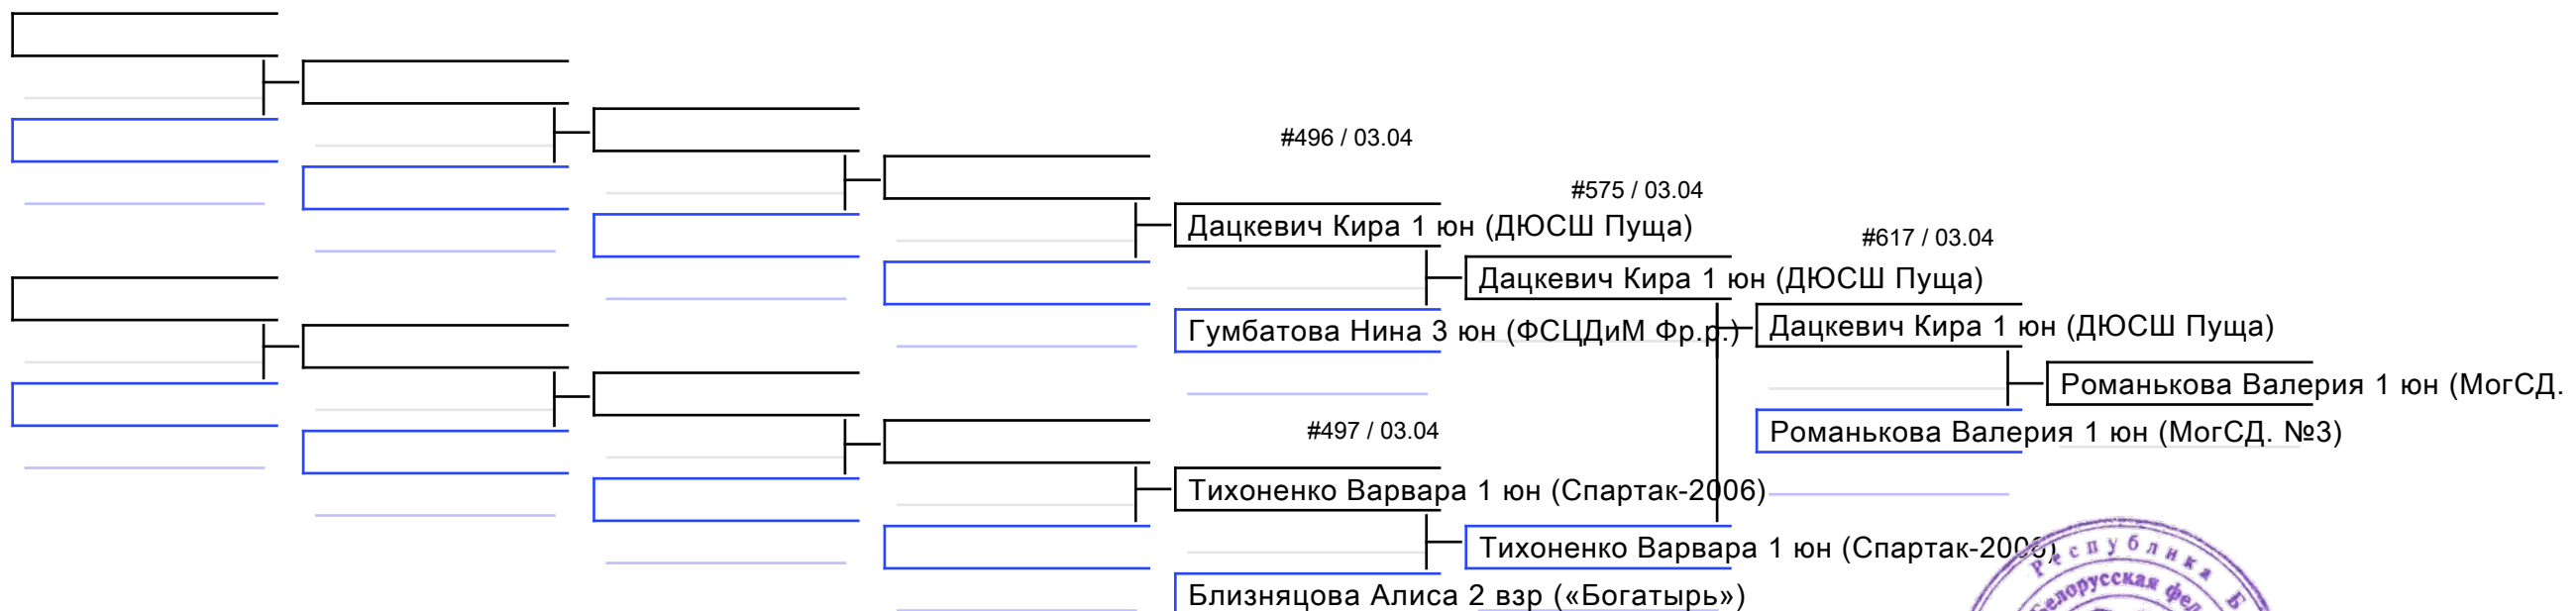 #496 / 03.04
#575 / 03.04
Дацкевич Кира 1 юн (ДЮСШ Пуща)
#617 / 03.04
Дацкевич Кира 1 юн (ДЮСШ Пуща)
Гумбатова Нина 3 юн (ФСЦДиМ Фр.р.)
Дацкевич Кира 1 юн (ДЮСШ Пуща)
Романькова Валерия 1 юн (МогСД.
#497 / 03.04
Романькова Валерия 1 юн (МогСД. №3)
Тихоненко Варвара 1 юн (Спартак-2006)
Тихоненко Варвара 1 юн (Спартак-2006)
Республика
Близняцова Алиса 2 взр («Богатырь»)